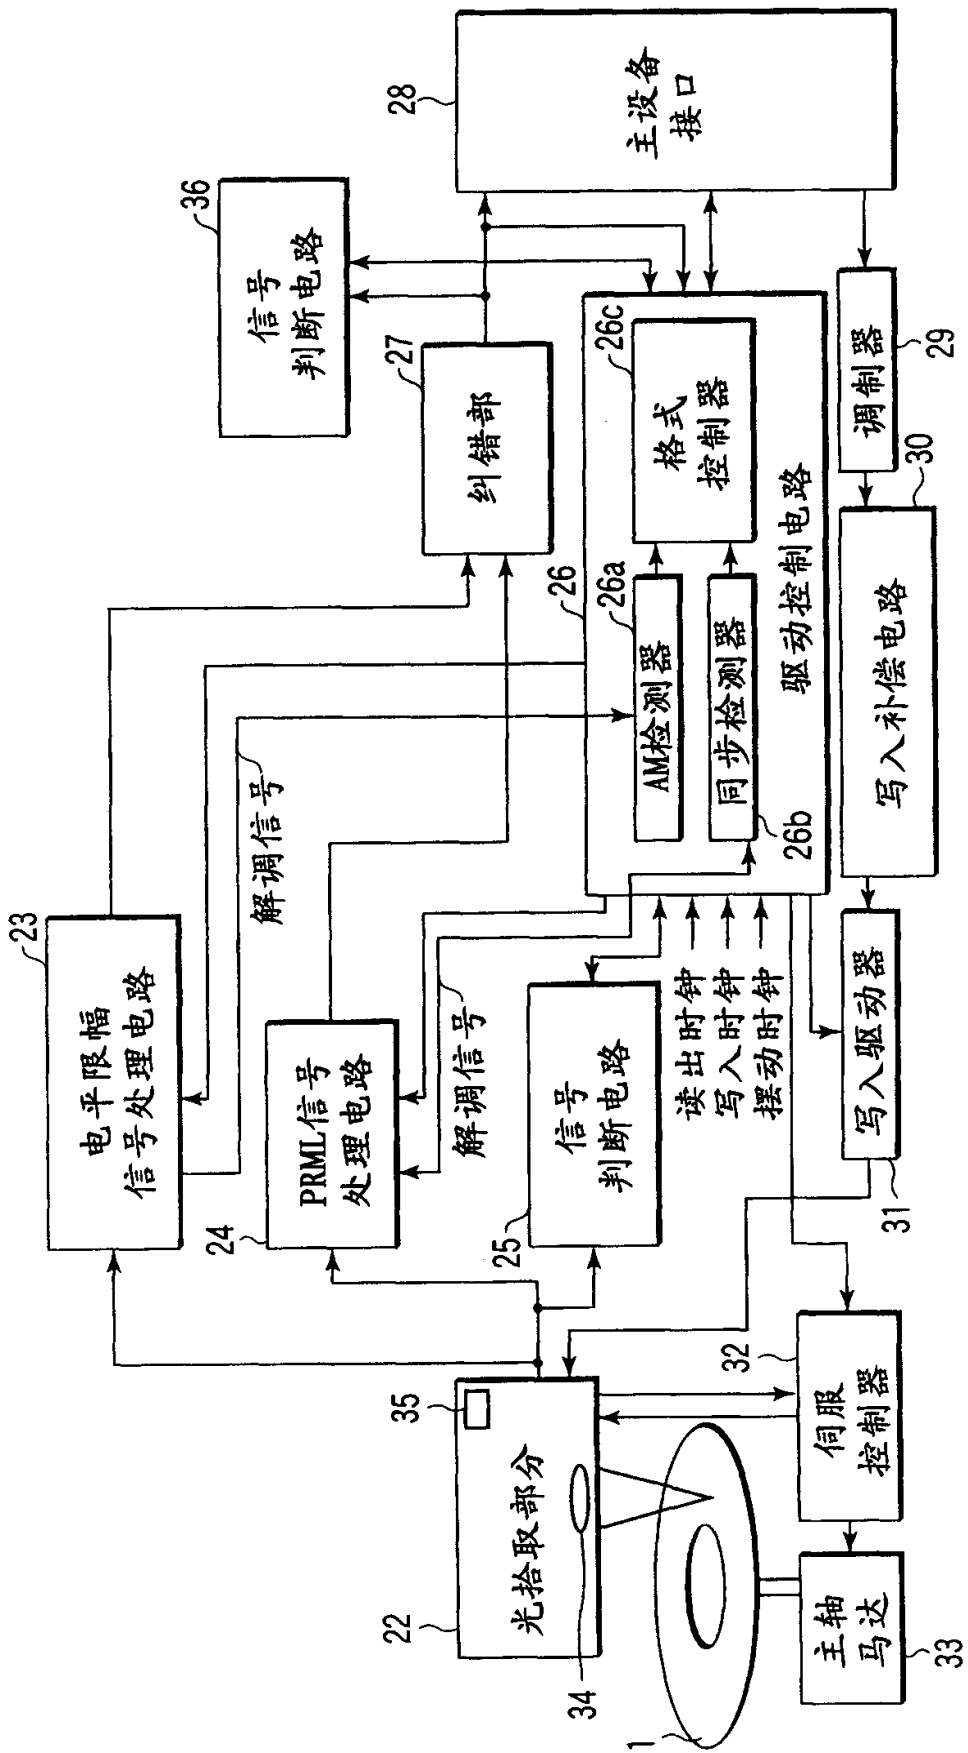 23
电平限幅
信号处理电路
解调信号
36
信号
判断电路
24
PRML信号
处理电路
解调信号
27
纠错部
28
主设备
接口
35
22
光拾取部分
34
25
信号
判断电路
26
26a
AM检测器
26b
同步检测器
26c
格式
控制器
驱动控制电路
读出时钟
写入时钟
摆动时钟
1
32
伺服
控制器
33
主轴
马达
31
写入驱动器
30
写入补偿电路
29
调制器